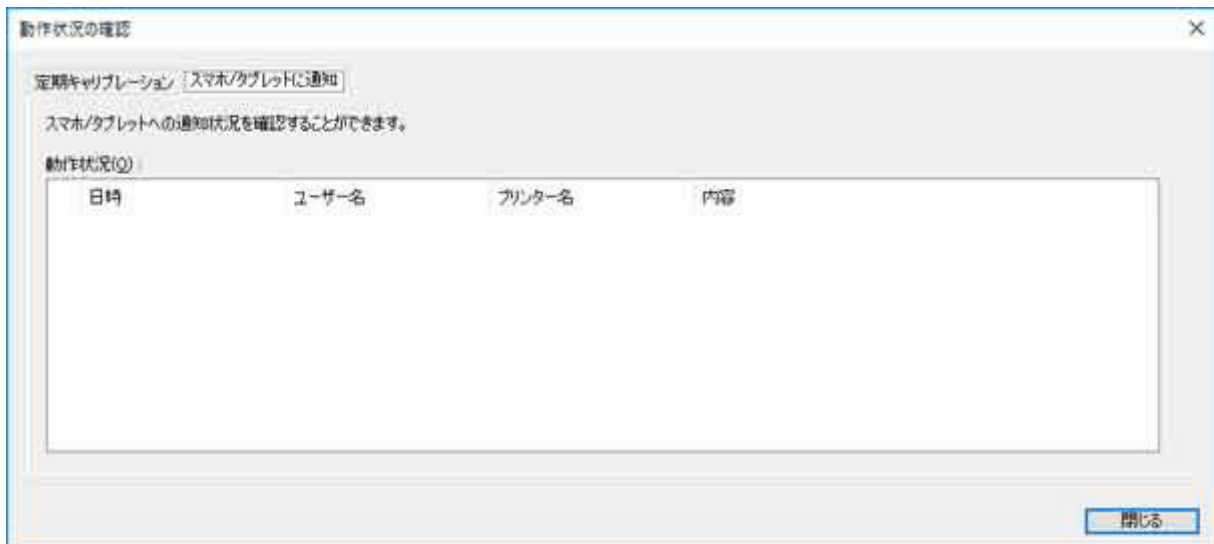 動作状況の確認
定期キャリブレーション スマホ/タブレットに通知
スマホ/タブレットへの通知状況を確認することができます。
動作状況(O) :
日時 ユーザー名 プリンター名 内容
閉じる